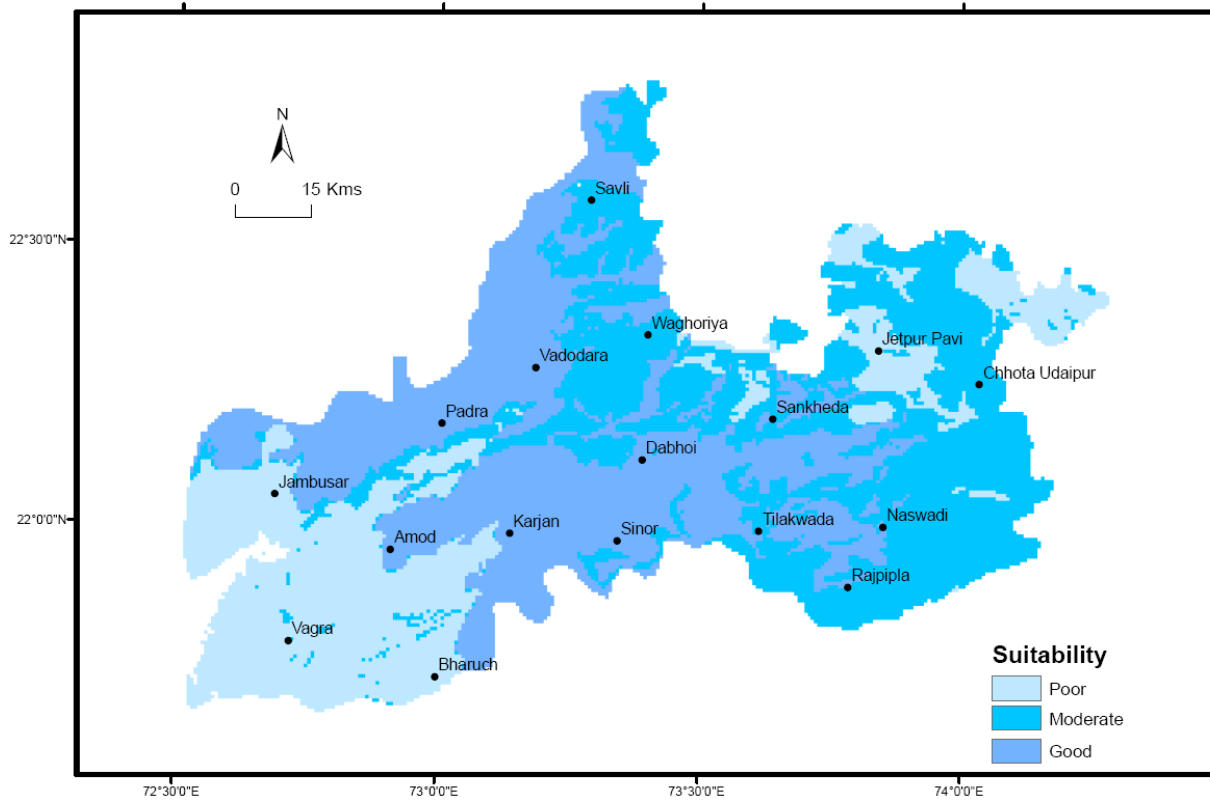 N
0 15 Kms
Savli
22°30'0"N
Waghoriya
Jetpur Pavi
Vadodara
Chhota Udaipur
Padra
Sankheda
Dabhoi
Jambusar
22°0'0"N
Amod
Karjan
Sinor
Tilakwada
Naswadi
Rajpipla
Vagra
Bharuch
Suitability
Poor
Moderate
Good
72°30'0"E 73°0'0"E 73°30'0"E 74°0'0"E